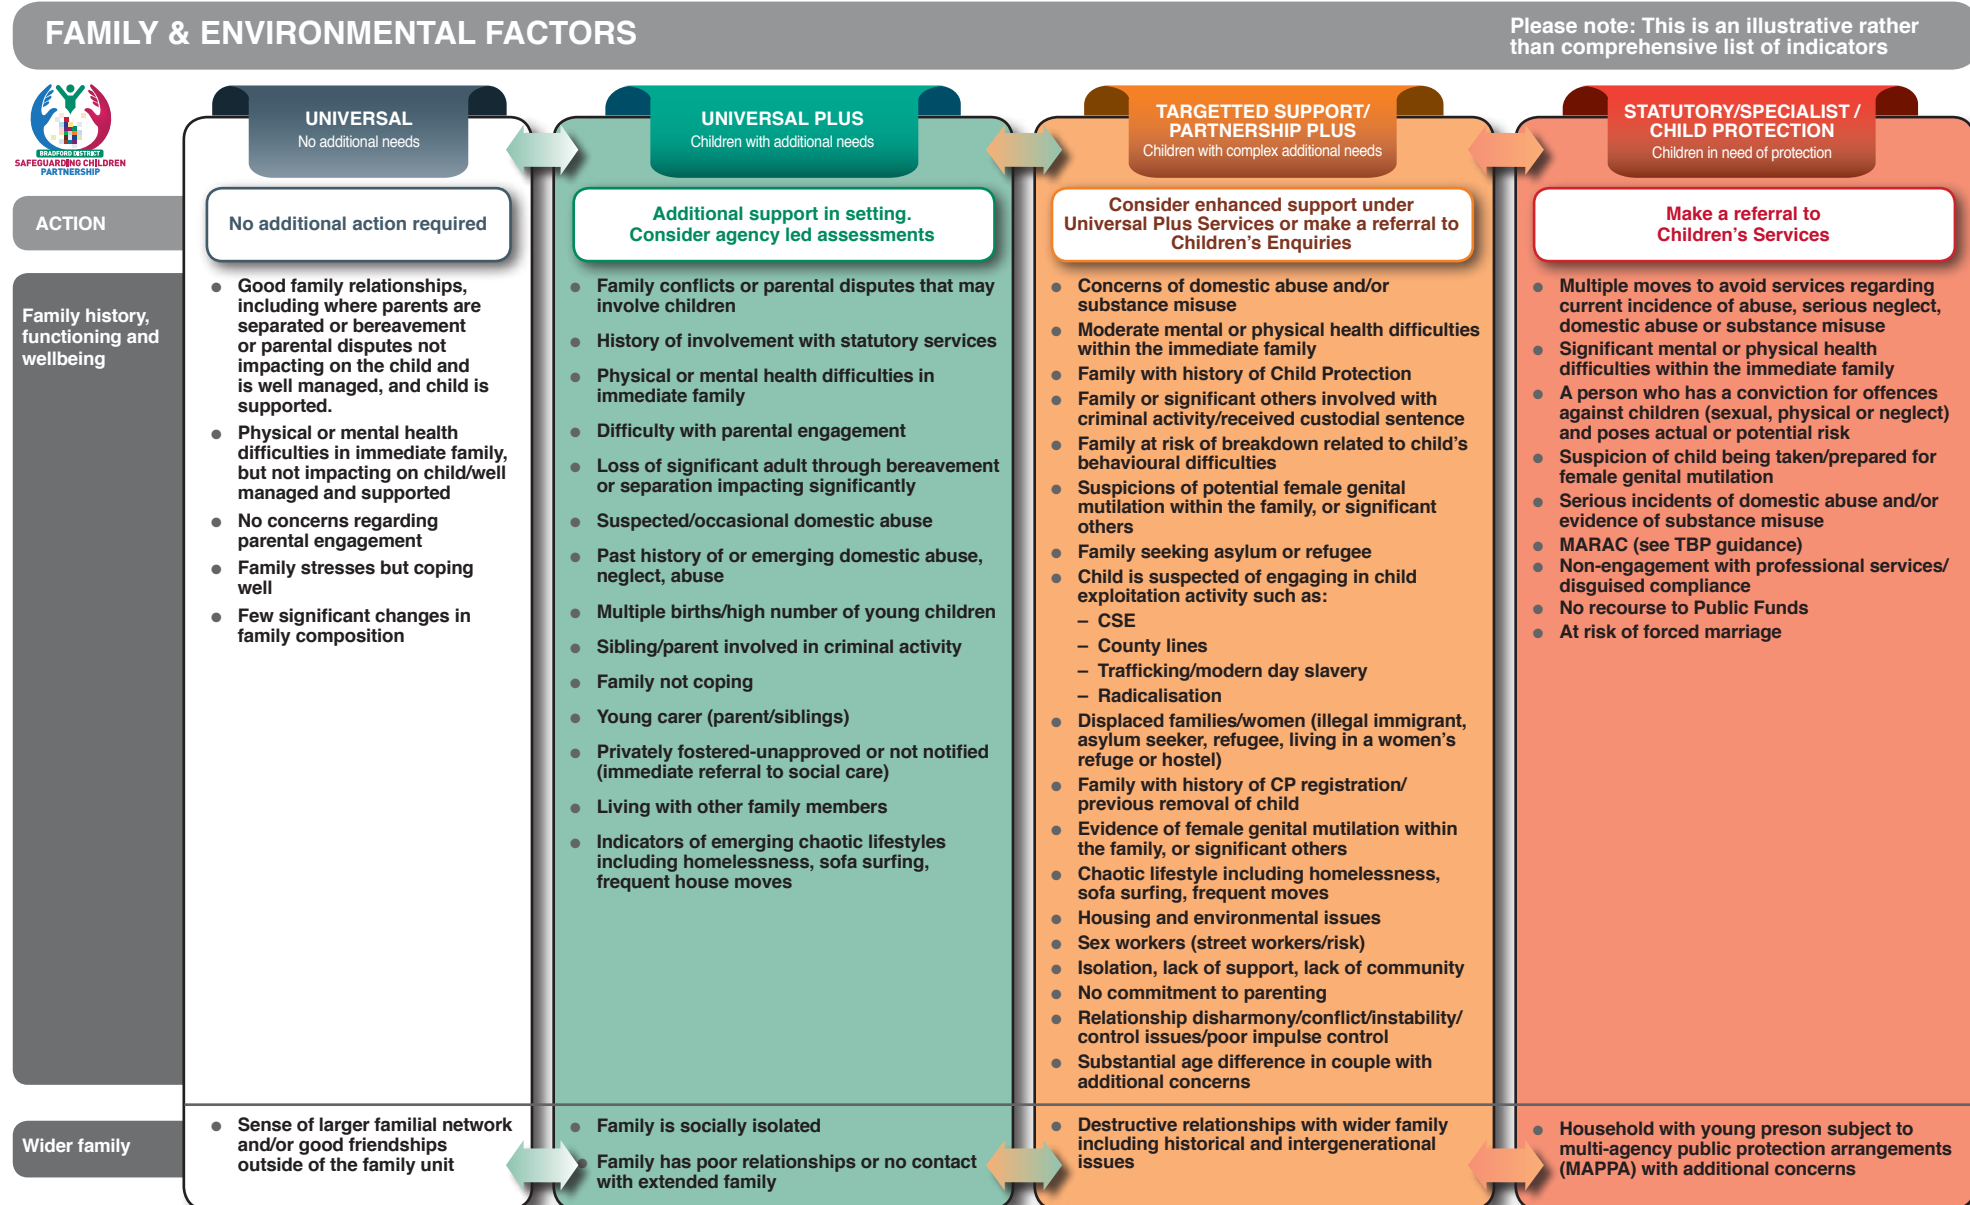 FAMILY & ENVIRONMENTAL FACTORS
Please note: This is an illustrative rather
than comprehensive list of indicators
BRADFORD DISTRICT
SAFEGUARDING CHILDREN
PARTNERSHIP
UNIVERSAL
No additional needs
UNIVERSAL PLUS
Children with additional needs
TARGETTED SUPPORT/
PARTNERSHIP PLUS
Children with complex additional needs
STATUTORY/SPECIALIST /
CHILD PROTECTION
Children in need of protection
ACTION
No additional action required
Additional support in setting.
Consider agency led assessments
Consider enhanced support under
Universal Plus Services or make a referral to
Children's Enquiries
Make a referral to
Children's Services
Family history,
functioning and
wellbeing
● Good family relationships,
including where parents are
separated or bereavement
or parental disputes not
impacting on the child and
is well managed, and child is
supported.
● Physical or mental health
difficulties in immediate family,
but not impacting on child/well
managed and supported
● No concerns regarding
parental engagement
● Family stresses but coping
well
● Few significant changes in
family composition
● Family conflicts or parental disputes that may
involve children
● History of involvement with statutory services
● Physical or mental health difficulties in
immediate family
● Difficulty with parental engagement
● Loss of significant adult through bereavement
or separation impacting significantly
● Suspected/occasional domestic abuse
● Past history of or emerging domestic abuse,
neglect, abuse
● Multiple births/high number of young children
● Sibling/parent involved in criminal activity
● Family not coping
● Young carer (parent/siblings)
● Privately fostered-unapproved or not notified
(immediate referral to social care)
● Living with other family members
● Indicators of emerging chaotic lifestyles
including homelessness, sofa surfing,
frequent house moves
● Concerns of domestic abuse and/or
substance misuse
● Moderate mental or physical health difficulties
within the immediate family
● Family with history of Child Protection
● Family or significant others involved with
criminal activity/received custodial sentence
● Family at risk of breakdown related to child's
behavioural difficulties
● Suspicions of potential female genital
mutilation within the family, or significant
others
● Family seeking asylum or refugee
● Child is suspected of engaging in child
exploitation activity such as:
– CSE
– County lines
– Trafficking/modern day slavery
– Radicalisation
● Displaced families/women (illegal immigrant,
asylum seeker, refugee, living in a women's
refuge or hostel)
● Family with history of CP registration/
previous removal of child
● Evidence of female genital mutilation within
the family, or significant others
● Chaotic lifestyle including homelessness,
sofa surfing, frequent moves
● Housing and environmental issues
● Sex workers (street workers/risk)
● Isolation, lack of support, lack of community
● No commitment to parenting
● Relationship disharmony/conflict/instability/
control issues/poor impulse control
● Substantial age difference in couple with
additional concerns
● Multiple moves to avoid services regarding
current incidence of abuse, serious neglect,
domestic abuse or substance misuse
● Significant mental or physical health
difficulties within the immediate family
● A person who has a conviction for offences
against children (sexual, physical or neglect)
and poses actual or potential risk
● Suspicion of child being taken/prepared for
female genital mutilation
● Serious incidents of domestic abuse and/or
evidence of substance misuse
● MARAC (see TBP guidance)
● Non-engagement with professional services/
disguised compliance
● No recourse to Public Funds
● At risk of forced marriage
Wider family
● Sense of larger familial network
and/or good friendships
outside of the family unit
● Family is socially isolated
● Family has poor relationships or no contact
with extended family
● Destructive relationships with wider family
including historical and intergenerational
issues
● Household with young preson subject to
multi-agency public protection arrangements
(MAPPA) with additional concerns